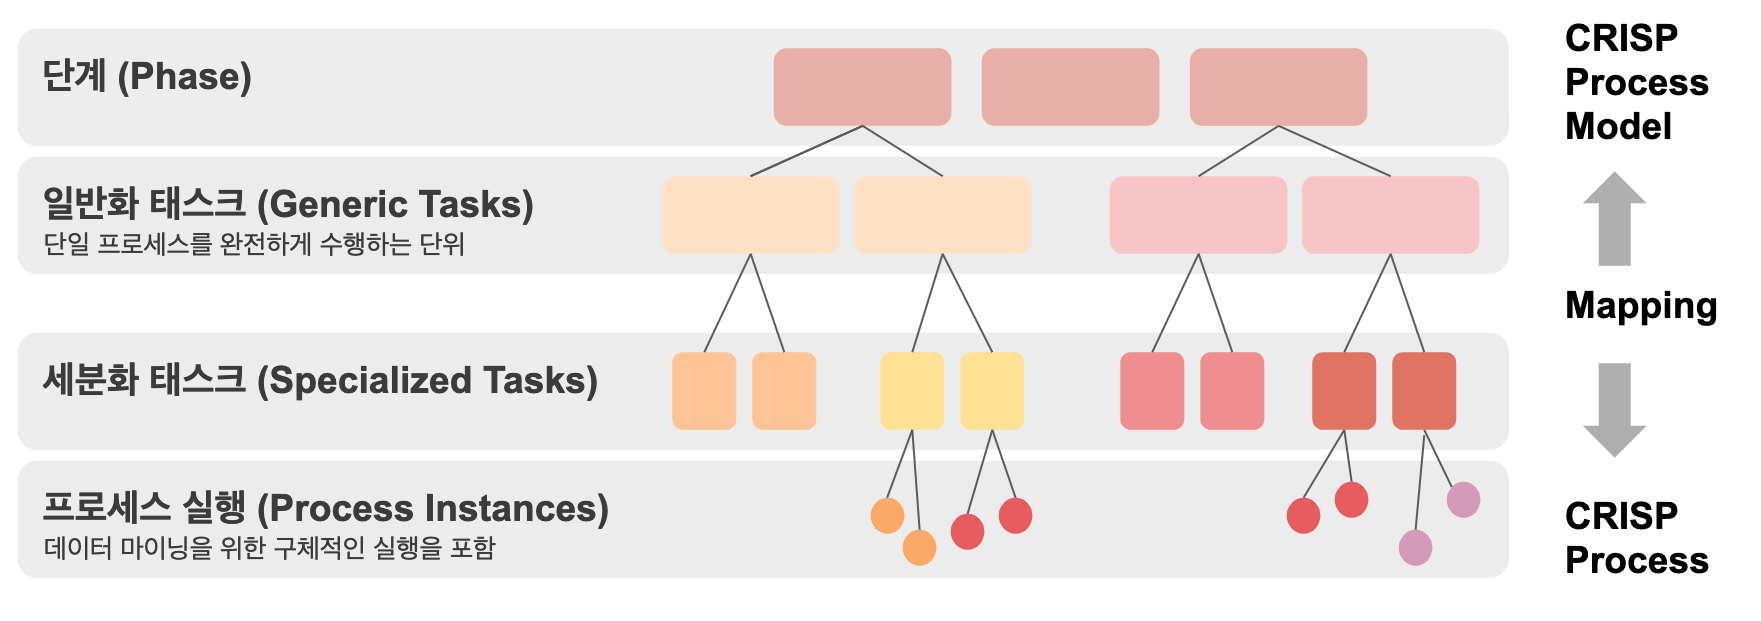 단계 (Phase)
일반화 태스크 (Generic Tasks)
단일 프로세스를 완전하게 수행하는 단위
세분화 태스크 (Specialized Tasks)
프로세스 실행 (Process Instances)
데이터 마이닝을 위한 구체적인 실행을 포함
CRISP
Process
Model
Mapping
CRISP
Process